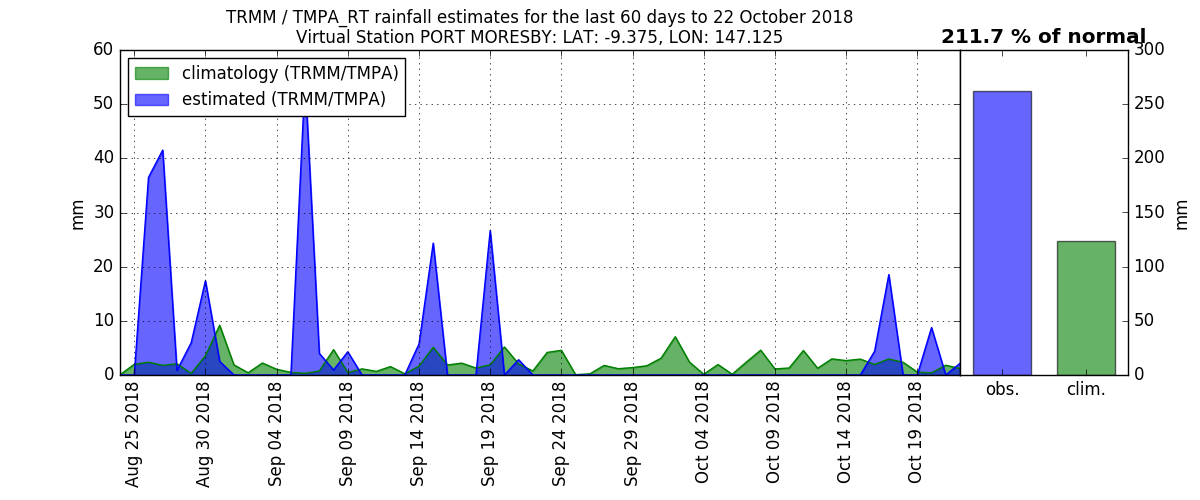 TRMM / TMPA_RT rainfall estimates for the last 60 days to 22 October 2018
Virtual Station PORT MORESBY: LAT: -9.375, LON: 147.125
211.7 % of normal
climatology (TRMM/TMPA)
estimated (TRMM/TMPA)
60
50
40
30
20
10
0
mm
300
250
200
150
100
50
0
mm
Aug 25 2018
Aug 30 2018
Sep 04 2018
Sep 09 2018
Sep 14 2018
Sep 19 2018
Sep 24 2018
Sep 29 2018
Oct 04 2018
Oct 09 2018
Oct 14 2018
Oct 19 2018
obs.
clim.